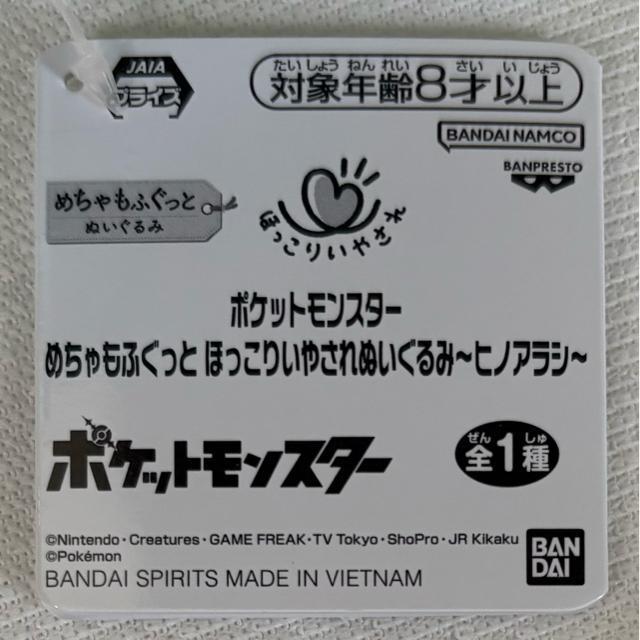 JAIA
プライズ
たいしょうねんれい さいいじょう
対象年齢8才以上
BANDAI NAMCO
BANPRESTO
めちゃもふぐっと
ぬいぐるみ
ほっこりいやされ
ポケットモンスター
めちゃもふぐっと ほっこりいやされぬいぐるみ~ヒノアラシ~
ポケットモンスター
ぜん しゅ
全1種
©Nintendo・Creatures・GAME FREAK・TV Tokyo・ShoPro・JR Kikaku
©Pokémon
BANDAI SPIRITS MADE IN VIETNAM
BAN
DAI